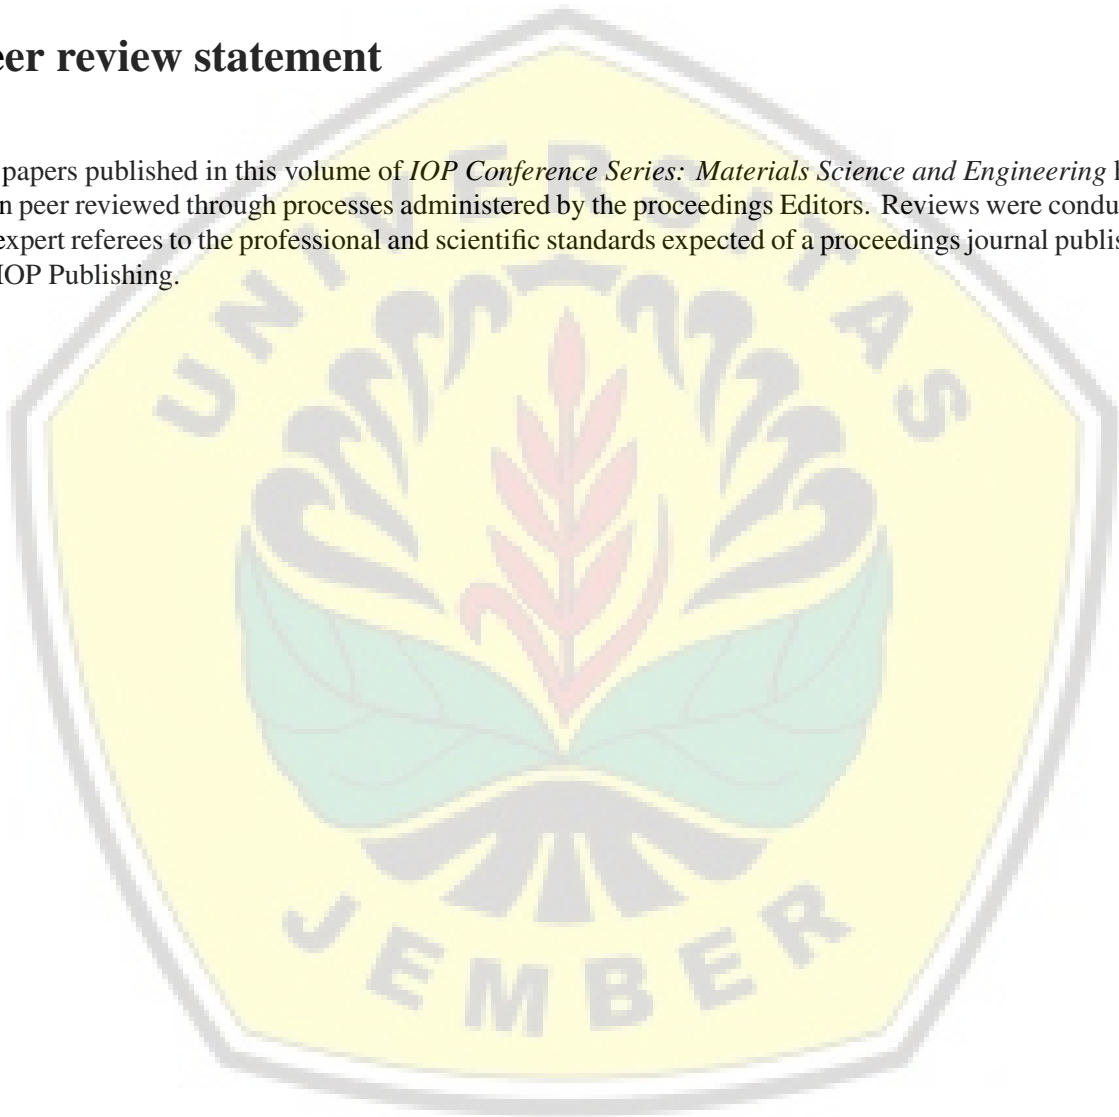 eer review statement
papers published in this volume of IOP Conference Series: Materials Science and Engineering
n peer reviewed through processes administered by the proceedings Editors. Reviews were condu
expert referees to the professional and scientific standards expected of a proceedings journal publis
IOP Publishing.
UNIVERSITAS
JEMBER